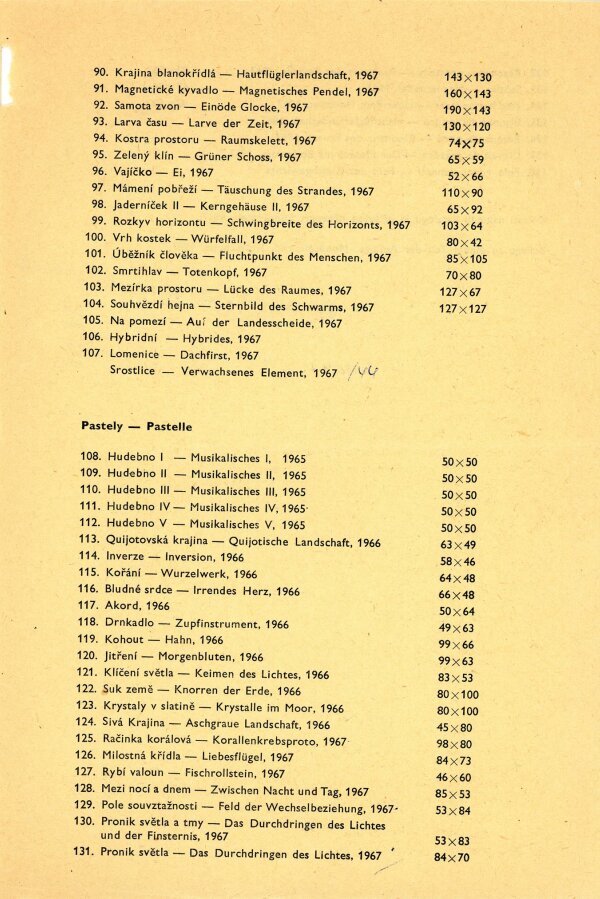 90. Krajina blanokřídlá — Hautflüglerlandschaft, 1967 143×130
91. Magnetické kyvadlo — Magnetisches Pendel, 1967 160×143
92. Samota zvon — Einöde Glocke, 1967 190×143
93. Larva času — Larve der Zeit, 1967 130×120
94. Kostra prostoru — Raumskelett, 1967 74×75
95. Zelený klín — Grüner Schoss, 1967 65×59
96. Vajíčko — Ei, 1967 52×66
97. Mámení pobřeží — Täuschung des Strandes, 1967 110×90
98. Jaderníček II — Kerngehäuse II, 1967 65×92
99. Rozkyv horizontu — Schwingbreite des Horizonts, 1967 103×64
100. Vrh kostek — Würfelfall, 1967 80×42
101. Úběžník člověka — Fluchtpunkt des Menschen, 1967 85×105
102. Smrtihlav — Totenkopf, 1967 70×80
103. Mezírka prostoru — Lücke des Raumes, 1967 127×67
104. Souhvězdí hejna — Sternbild des Schwarms, 1967 127×127
105. Na pomezí — Auf der Landesscheide, 1967
106. Hybridní — Hybrides, 1967
107. Lomenice — Dachfirst, 1967
Srostlice — Verwachsenes Element, 1967
Pastely — Pastelle
108. Hudebno I — Musikalisches I, 1965 50×50
109. Hudebno II — Musikalisches II, 1965 50×50
110. Hudebno III — Musikalisches III, 1965 50×50
111. Hudebno IV — Musikalisches IV, 1965 50×50
112. Hudebno V — Musikalisches V, 1965 50×50
113. Quijotovská krajina — Quijotische Landschaft, 1966 63×49
114. Inverze — Inversion, 1966 58×46
115. Kořání — Wurzelwerk, 1966 64×48
116. Bludné srdce — Irrendes Herz, 1966 66×48
117. Akord, 1966 50×64
118. Drnkadlo — Zupfinstrument, 1966 49×63
119. Kohout — Hahn, 1966 99×66
120. Jitření — Morgenbluten, 1966 99×63
121. Klíčení světla — Keimen des Lichtes, 1966 83×53
122. Suk země — Knorren der Erde, 1966 80×100
123. Krystaly v slatině — Krystalle im Moor, 1966 80×100
124. Sivá Krajina — Aschgraue Landschaft, 1966 45×80
125. Račinka korálová — Korallenkrebsproto, 1967 98×80
126. Milostná křídla — Liebesflügel, 1967 84×73
127. Rybí valoun — Fischrollstein, 1967 46×60
128. Mezi nocí a dnem — Zwischen Nacht und Tag, 1967 85×53
129. Pole souvztažnosti — Feld der Wechselbeziehung, 1967 53×84
130. Pronik světla a tmy — Das Durchdringen des Lichtes
und der Finsternis, 1967 53×83
131. Pronik světla — Das Durchdringen des Lichtes, 1967 84×70